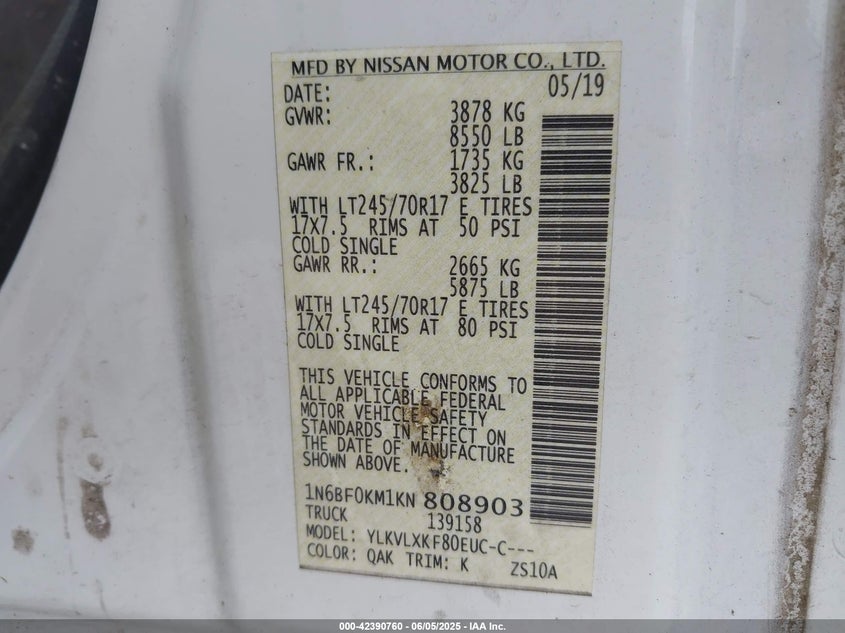 MFD BY NISSAN MOTOR CO., LTD.
DATE: 05/19
GVWR: 3878 KG
8550 LB
GAWR FR.: 1735 KG
3825 LB
WITH LT245/70R17 E TIRES
17X7.5 RIMS AT 50 PSI
COLD SINGLE
GAWR RR.: 2665 KG
5875 LB
WITH LT245/70R17 E TIRES
17X7.5 RIMS AT 80 PSI
COLD SINGLE
THIS VEHICLE CONFORMS TO
ALL APPLICABLE FEDERAL
MOTOR VEHICLE SAFETY
STANDARDS IN EFFECT ON
THE DATE OF MANUFACTURE
SHOWN ABOVE.
1N6BF0KM1KN 808903
TRUCK 139158
MODEL: YLKVLXKF80EUC-C---
COLOR: QAK TRIM: K ZS10A
000-42390760 - 06/05/2025 - IAA Inc.